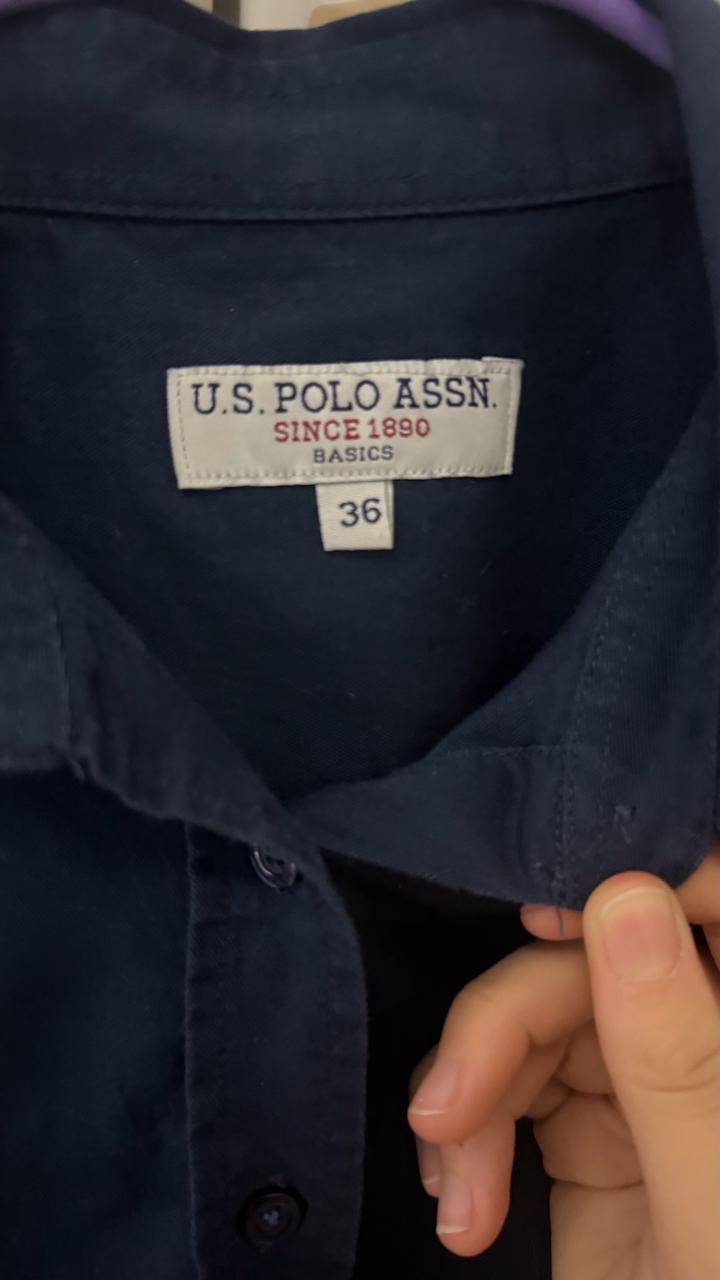 U.S. POLO ASSN.
SINCE 1890
BASICS
36